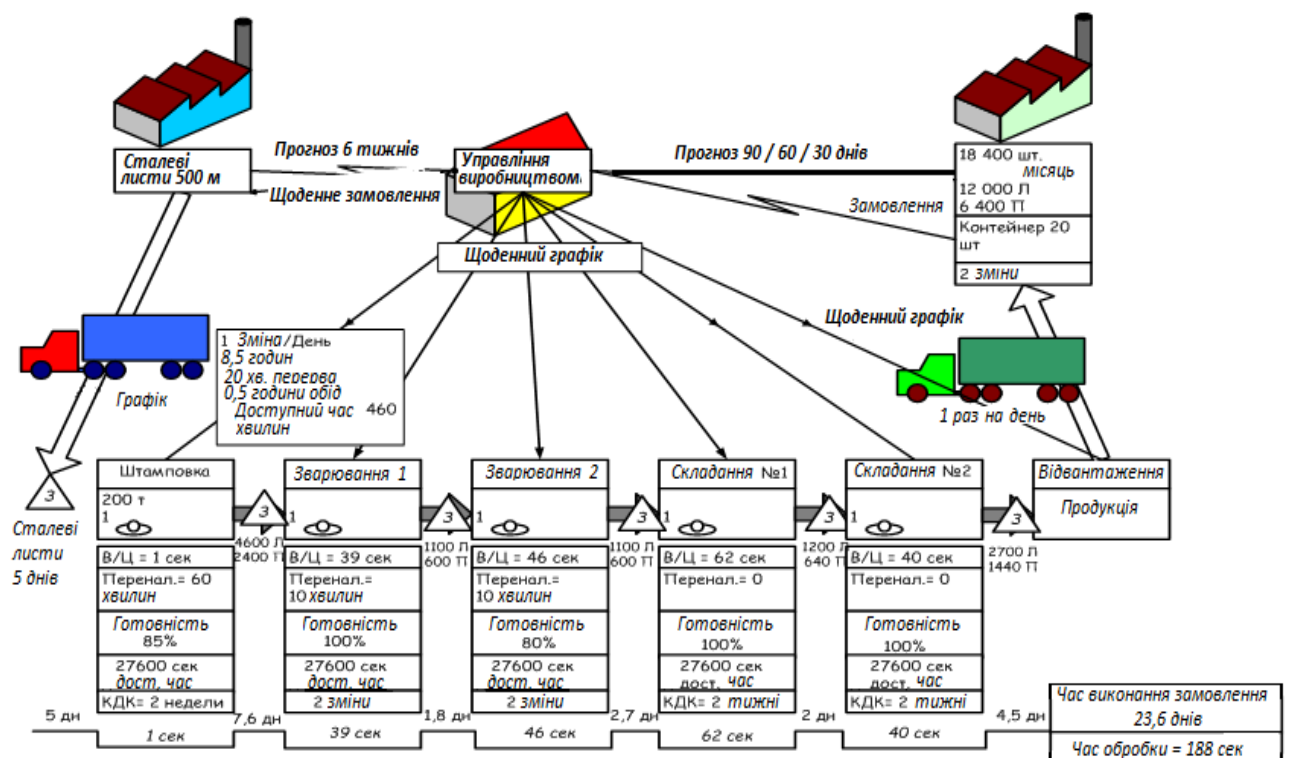 Сталеві
листи 500 м
Прогноз 6 тижнів
Щоденне замовлення
Управління
виробництвом
Прогноз 90 / 60 / 30 днів
Замовлення
18 400 шт.
місяць
12 000 Л
6 400 П
Контейнер 20
шт
2 зміни
Щоденний графік
Щоденний графік
1 Зміна/День
8,5 годин
20 хв. перерва
0,5 години обід
Доступний час 460
хвилин
Графік
1 раз на день
З
Сталеві
листи
5 днів
Штамповка
200 т
1
В/Ц = 1 сек
Перенал.= 60
хвилин
Готовність
85%
27600 сек
дост. час
КДК= 2 недели
З
4600 Л
2400 П
Зварювання 1
1
В/Ц = 39 сек
Перенал.=
10 хвилин
Готовність
100%
27600 сек
дост. час
2 зміни
З
1100 Л
600 П
Зварювання 2
1
В/Ц = 46 сек
Перенал.=
10 хвилин
Готовність
80%
27600 сек
дост. час
2 зміни
З
1100 Л
600 П
Складання №1
1
В/Ц = 62 сек
Перенал.= 0
Готовність
100%
27600 сек
дост. час
КДК= 2 тижні
З
1200 Л
640 П
Складання №2
1
В/Ц = 40 сек
Перенал.= 0
Готовність
100%
27600 сек
дост. час
КДК= 2 тижні
З
2700 Л
1440 П
Відвантаження
Продукція
5 дн
1 сек
7,6 дн
39 сек
1,8 дн
46 сек
2,7 дн
62 сек
2 дн
40 сек
4,5 дн
Час виконання замовлення
23,6 днів
Час обробки = 188 сек